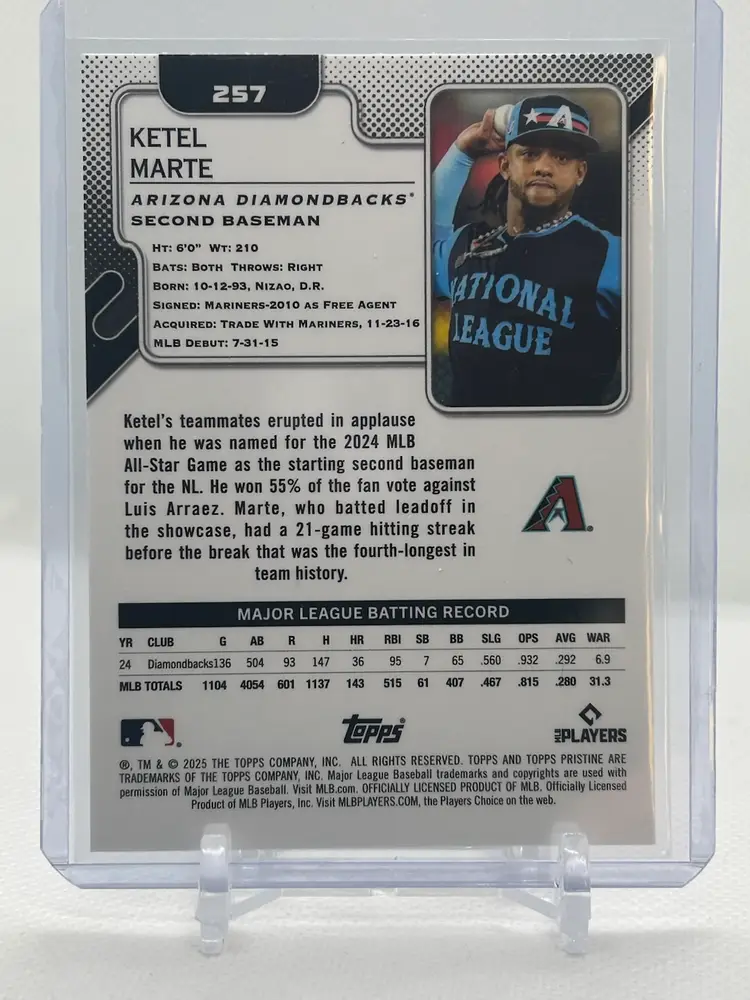 257
KETEL
MARTE
ARIZONA DIAMONDBACKS®
SECOND BASEMAN
HT: 6'0" WT: 210
BATS: BOTH THROWS: RIGHT
BORN: 10-12-93, NIZAO, D.R.
SIGNED: MARINERS-2010 AS FREE AGENT
ACQUIRED: TRADE WITH MARINERS, 11-23-16
MLB DEBUT: 7-31-15
A
NATIONAL
LEAGUE
Ketel's teammates erupted in applause
when he was named for the 2024 MLB
All-Star Game as the starting second baseman
for the NL. He won 55% of the fan vote against
Luis Arraez. Marte, who batted leadoff in
the showcase, had a 21-game hitting streak
before the break that was the fourth-longest in
team history.
A
MAJOR LEAGUE BATTING RECORD
YR CLUB G AB R H HR RBI SB BB SLG OPS AVG WAR
24 Diamondbacks 136 504 93 147 36 95 7 65 .560 .932 .292 6.9
MLB TOTALS 1104 4054 601 1137 143 515 61 407 .467 .815 .280 31.3
Topps®
MLB PLAYERS
®, TM & © 2025 THE TOPPS COMPANY, INC. ALL RIGHTS RESERVED. TOPPS AND TOPPS PRISTINE ARE
TRADEMARKS OF THE TOPPS COMPANY, INC. Major League Baseball trademarks and copyrights are used with
permission of Major League Baseball. Visit MLB.com. OFFICIALLY LICENSED PRODUCT OF MLB. Officially Licensed
Product of MLB Players, Inc. Visit MLBPLAYERS.COM, the Players Choice on the web.